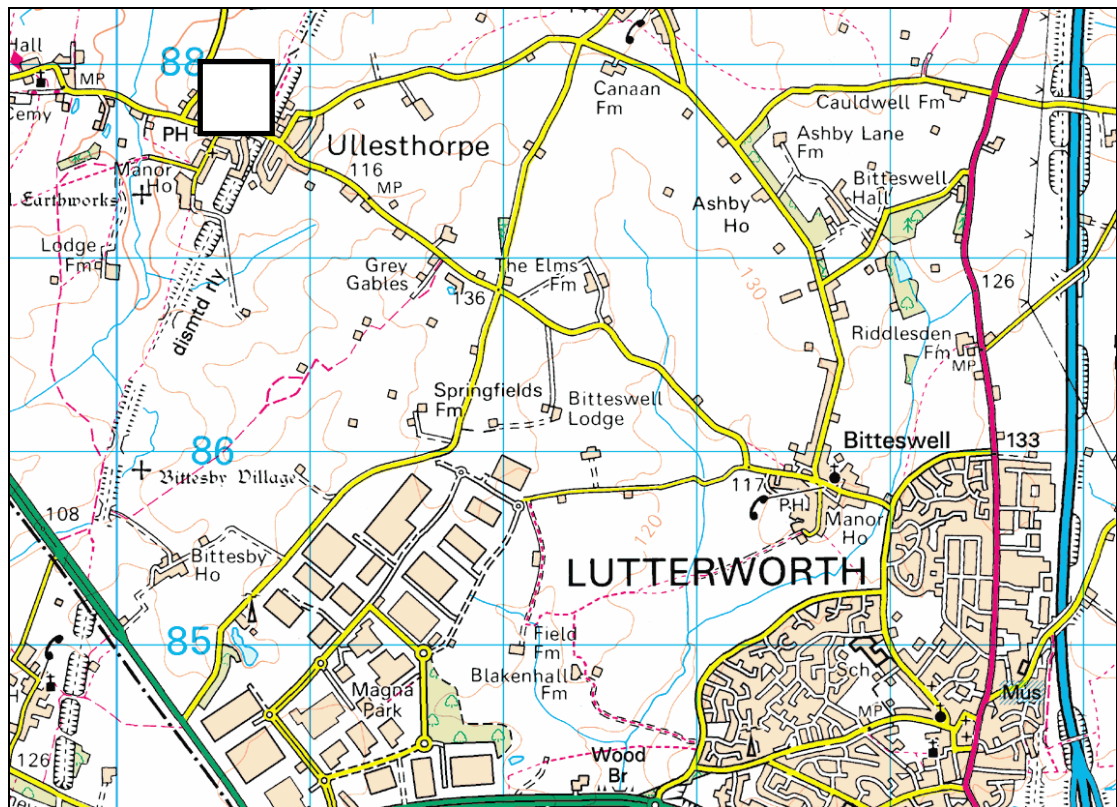 Hall
88
MP
Cemy
PH
Ullesthorpe
Canaan
Fm
Cauldwell Fm
Ashby Lane
Fm
Manor
Ho
116
MP
Bitteswell
Hall
Earthworks
Ashby
Ho
Lodge
Fm
Grey
Gables
The Elms
Fm
136
130
126
dismtd rly
Riddlesden
Fm
MP
Springfields
Fm
Bitteswell
Lodge
86
Bitteswell
133
Bittesby Village
117
PH
Manor
Ho
108
120
Bittesby
Ho
LUTTERWORTH
85
Field
Fm
Sch
Blakenhall
Fm
Magna
Park
Mus
MP
Wood
Br
126